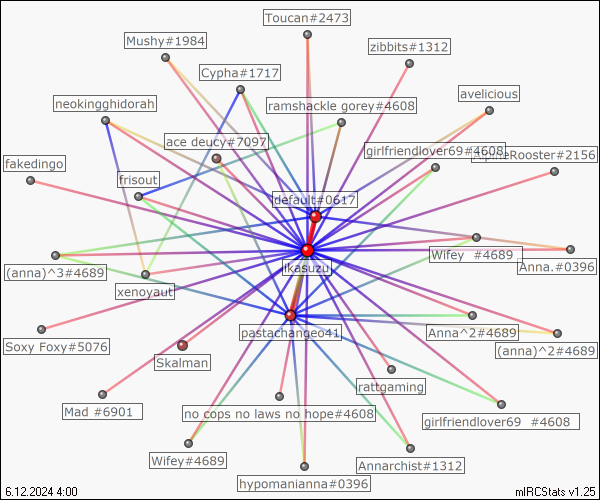 Toucan#2473
Mushy#1984
zibbits#1312
Cypha#1717
avelicious
neokingghidorah
ramshackle gorey#4608
ace deucy#7097
girlfriendlover69#4608
AlpineRooster#2156
fakedingo
frisout
default#0617
Wifey #4689
Anna.#0396
ikasuzu
(anna)^3#4689
xenoyaut
pastachangeo41
Anna^2#4689
Soxy Foxy#5076
(anna)^2#4689
Skalman
irattgaming
Mad #6901
no cops no laws no hope#4608
girlfriendlover69 #4608
Wifey#4689
Annarchist#1312
hypomanianna#0396
6.12.2024 4:00
mIRCStats v1.25